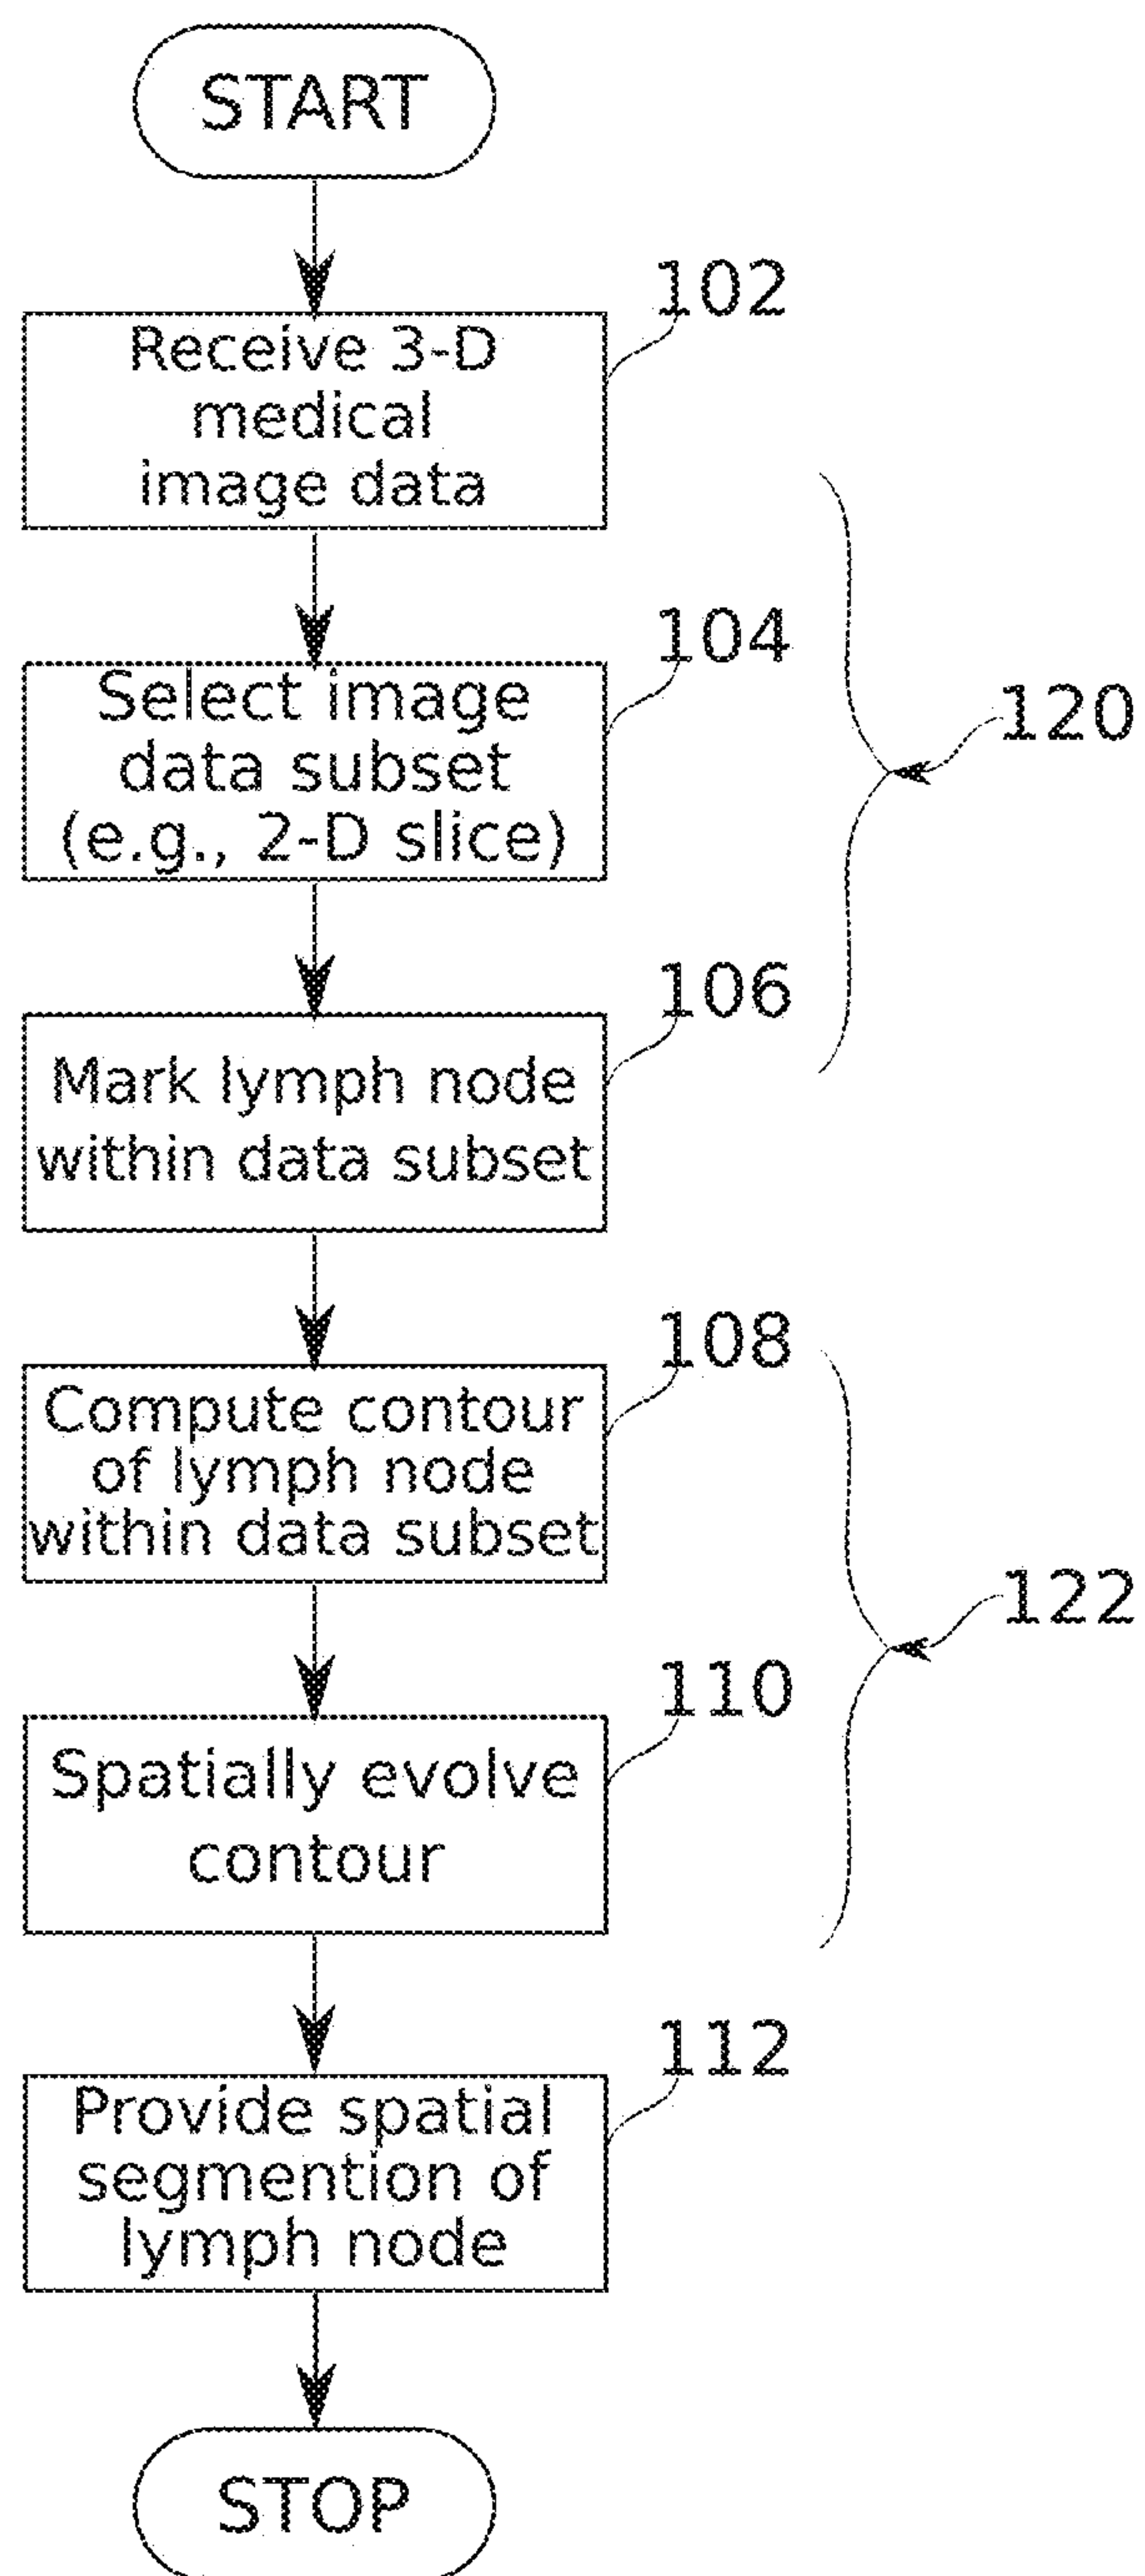 START
102
Receive 3-D
medical
image data
104
Select image
data subset
(e.g., 2-D slice)
120
106
Mark lymph node
within data subset
108
Compute contour
of lymph node
within data subset
122
110
Spatially evolve
contour
112
Provide spatial
segmention of
lymph node
STOP